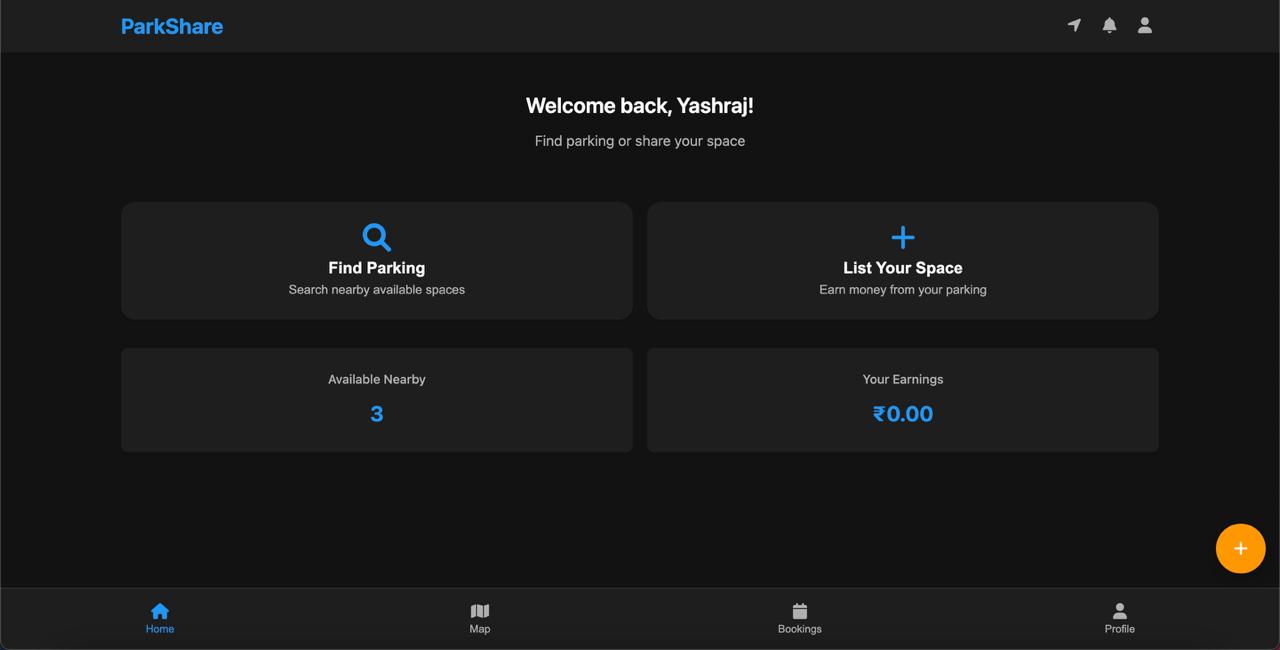 ParkShare
Welcome back, Yashraj!
Find parking or share your space
Find Parking
Search nearby available spaces
List Your Space
Earn money from your parking
Available Nearby
3
Your Earnings
₹0.00
Home
Map
Bookings
Profile